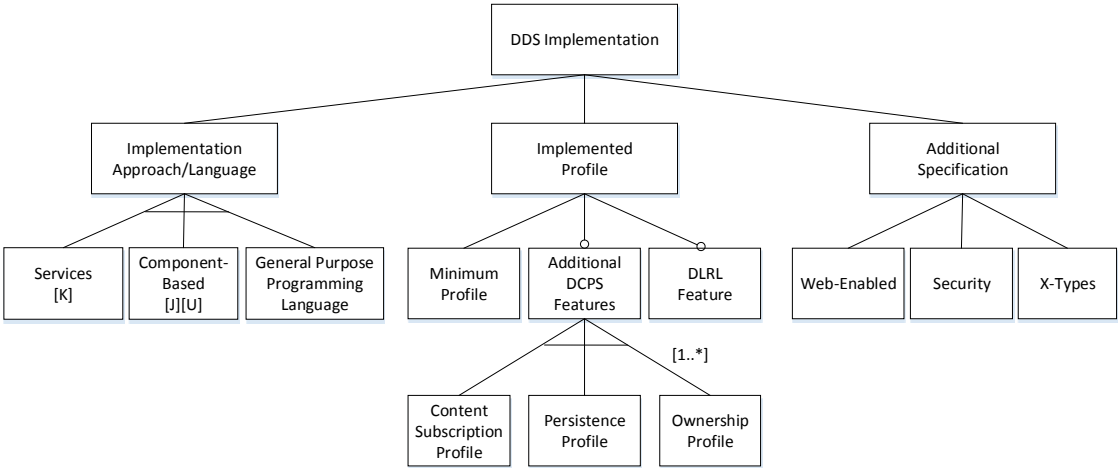 DDS Implementation
Implementation
Approach/Language
Implemented
Profile
Additional
Specification
Services
[K]
Component-
Based
[J][U]
General Purpose
Programming
Language
Minimum
Profile
Additional
DCPS
Features
DLRL
Feature
Web-Enabled
Security
X-Types
[1..*]
Content
Subscription
Profile
Persistence
Profile
Ownership
Profile